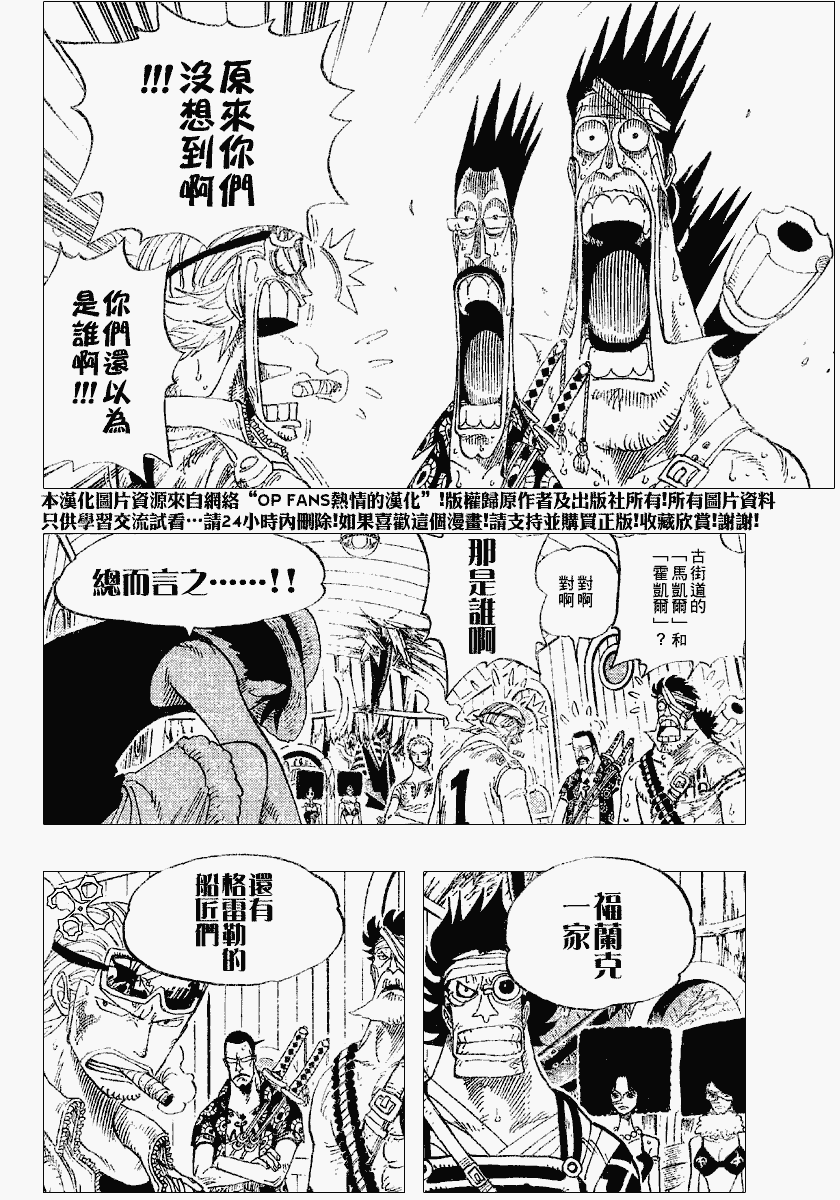 原來你們
沒想到啊
!!!
你們還以為
是誰啊!!!
本漢化圖片資源來自網絡“OP FANS熱情的漢化”!版權歸原作者及出版社所有!所有圖片資料
只供學習交流試看…請24小時內刪除!如果喜歡這個漫畫!請支持並購買正版!收藏欣賞!謝謝!
古街道的
「馬凱爾」和
「霍凱爾」?
對啊
對啊
那是誰啊
總而言之……!!
1
福蘭克
一家
還有
格雷勒的
船匠們